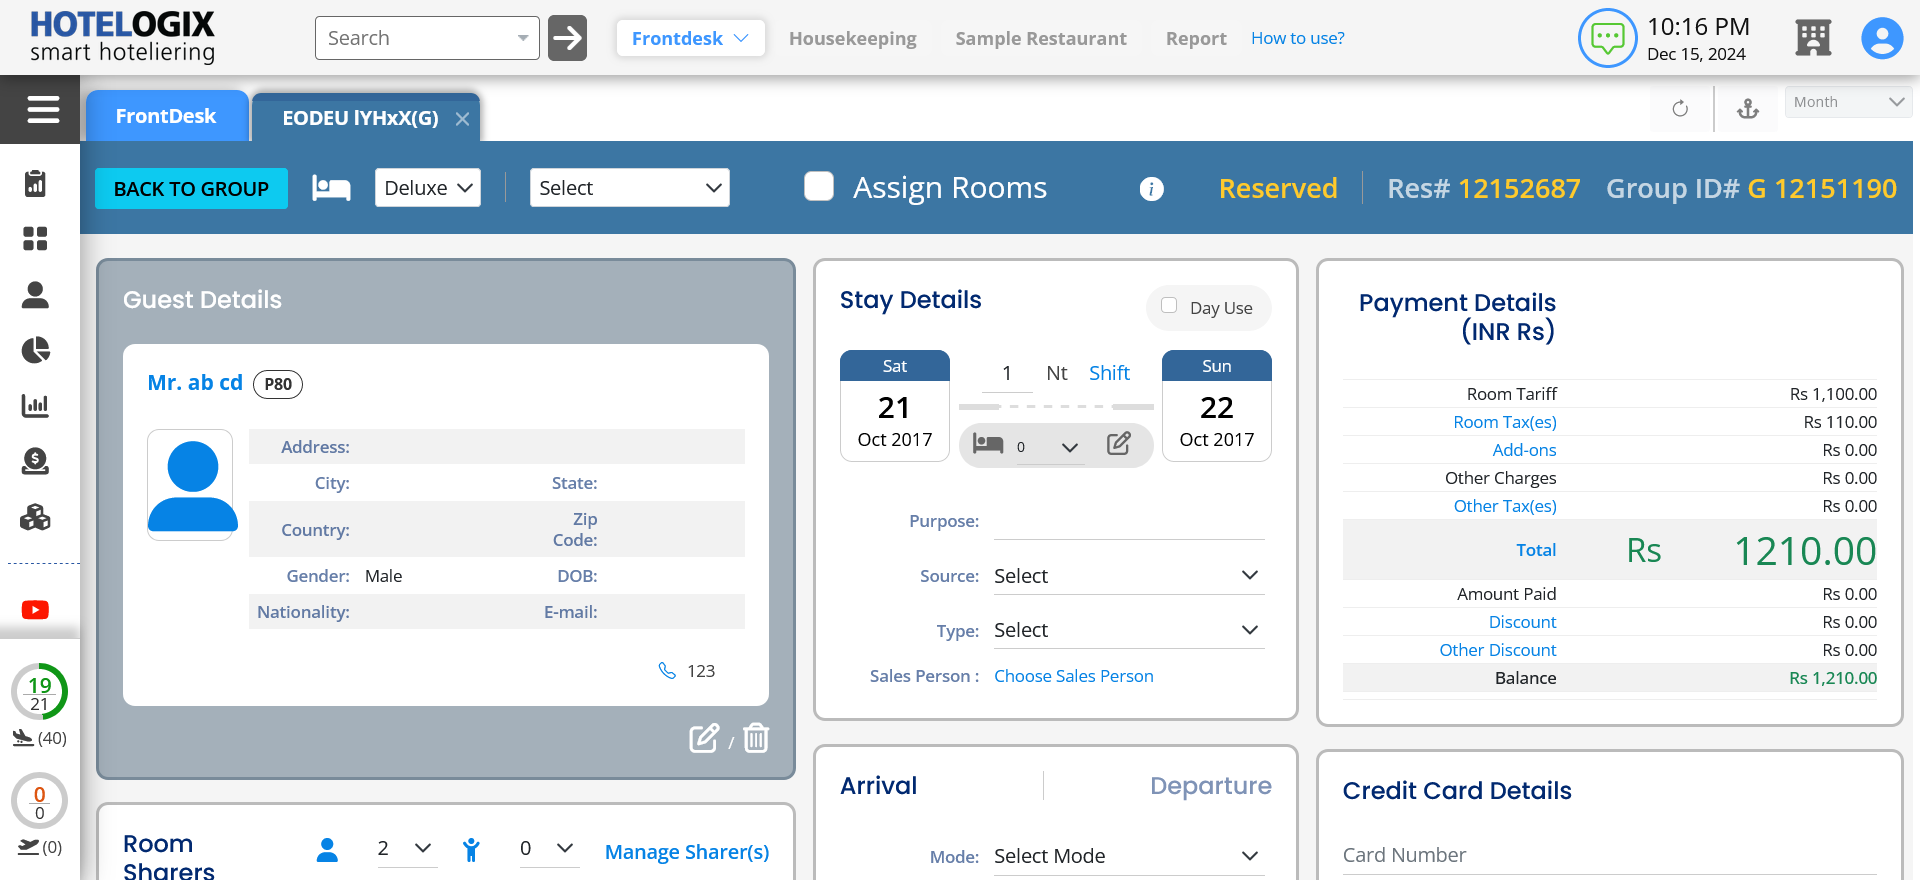 HOTELOGIX
smart hoteliering
Search
Frontdesk
Housekeeping
Sample Restaurant
Report
How to use?
10:16 PM
Dec 15, 2024
FrontDesk
EODEU lYHxX(G)
Month
BACK TO GROUP
Deluxe
Select
Assign Rooms
i
Reserved
Res# 12152687
Group ID# G 12151190
Guest Details
Mr. ab cd
P80
Address:
City:
State:
Country:
Zip
Code:
Gender: Male
DOB:
Nationality:
E-mail:
123
/
Room
Sharers
2
0
Manage Sharer(s)
Stay Details
Day Use
Sat
21
Oct 2017
1 Nt Shift
0
Sun
22
Oct 2017
Purpose:
Source: Select
Type: Select
Sales Person : Choose Sales Person
Arrival
Departure
Mode: Select Mode
Payment Details
(INR Rs)
Room Tariff Rs 1,100.00
Room Tax(es) Rs 110.00
Add-ons Rs 0.00
Other Charges Rs 0.00
Other Tax(es) Rs 0.00
Total Rs 1210.00
Amount Paid Rs 0.00
Discount Rs 0.00
Other Discount Rs 0.00
Balance Rs 1,210.00
Credit Card Details
Card Number
19
21
(40)
0
0
(0)